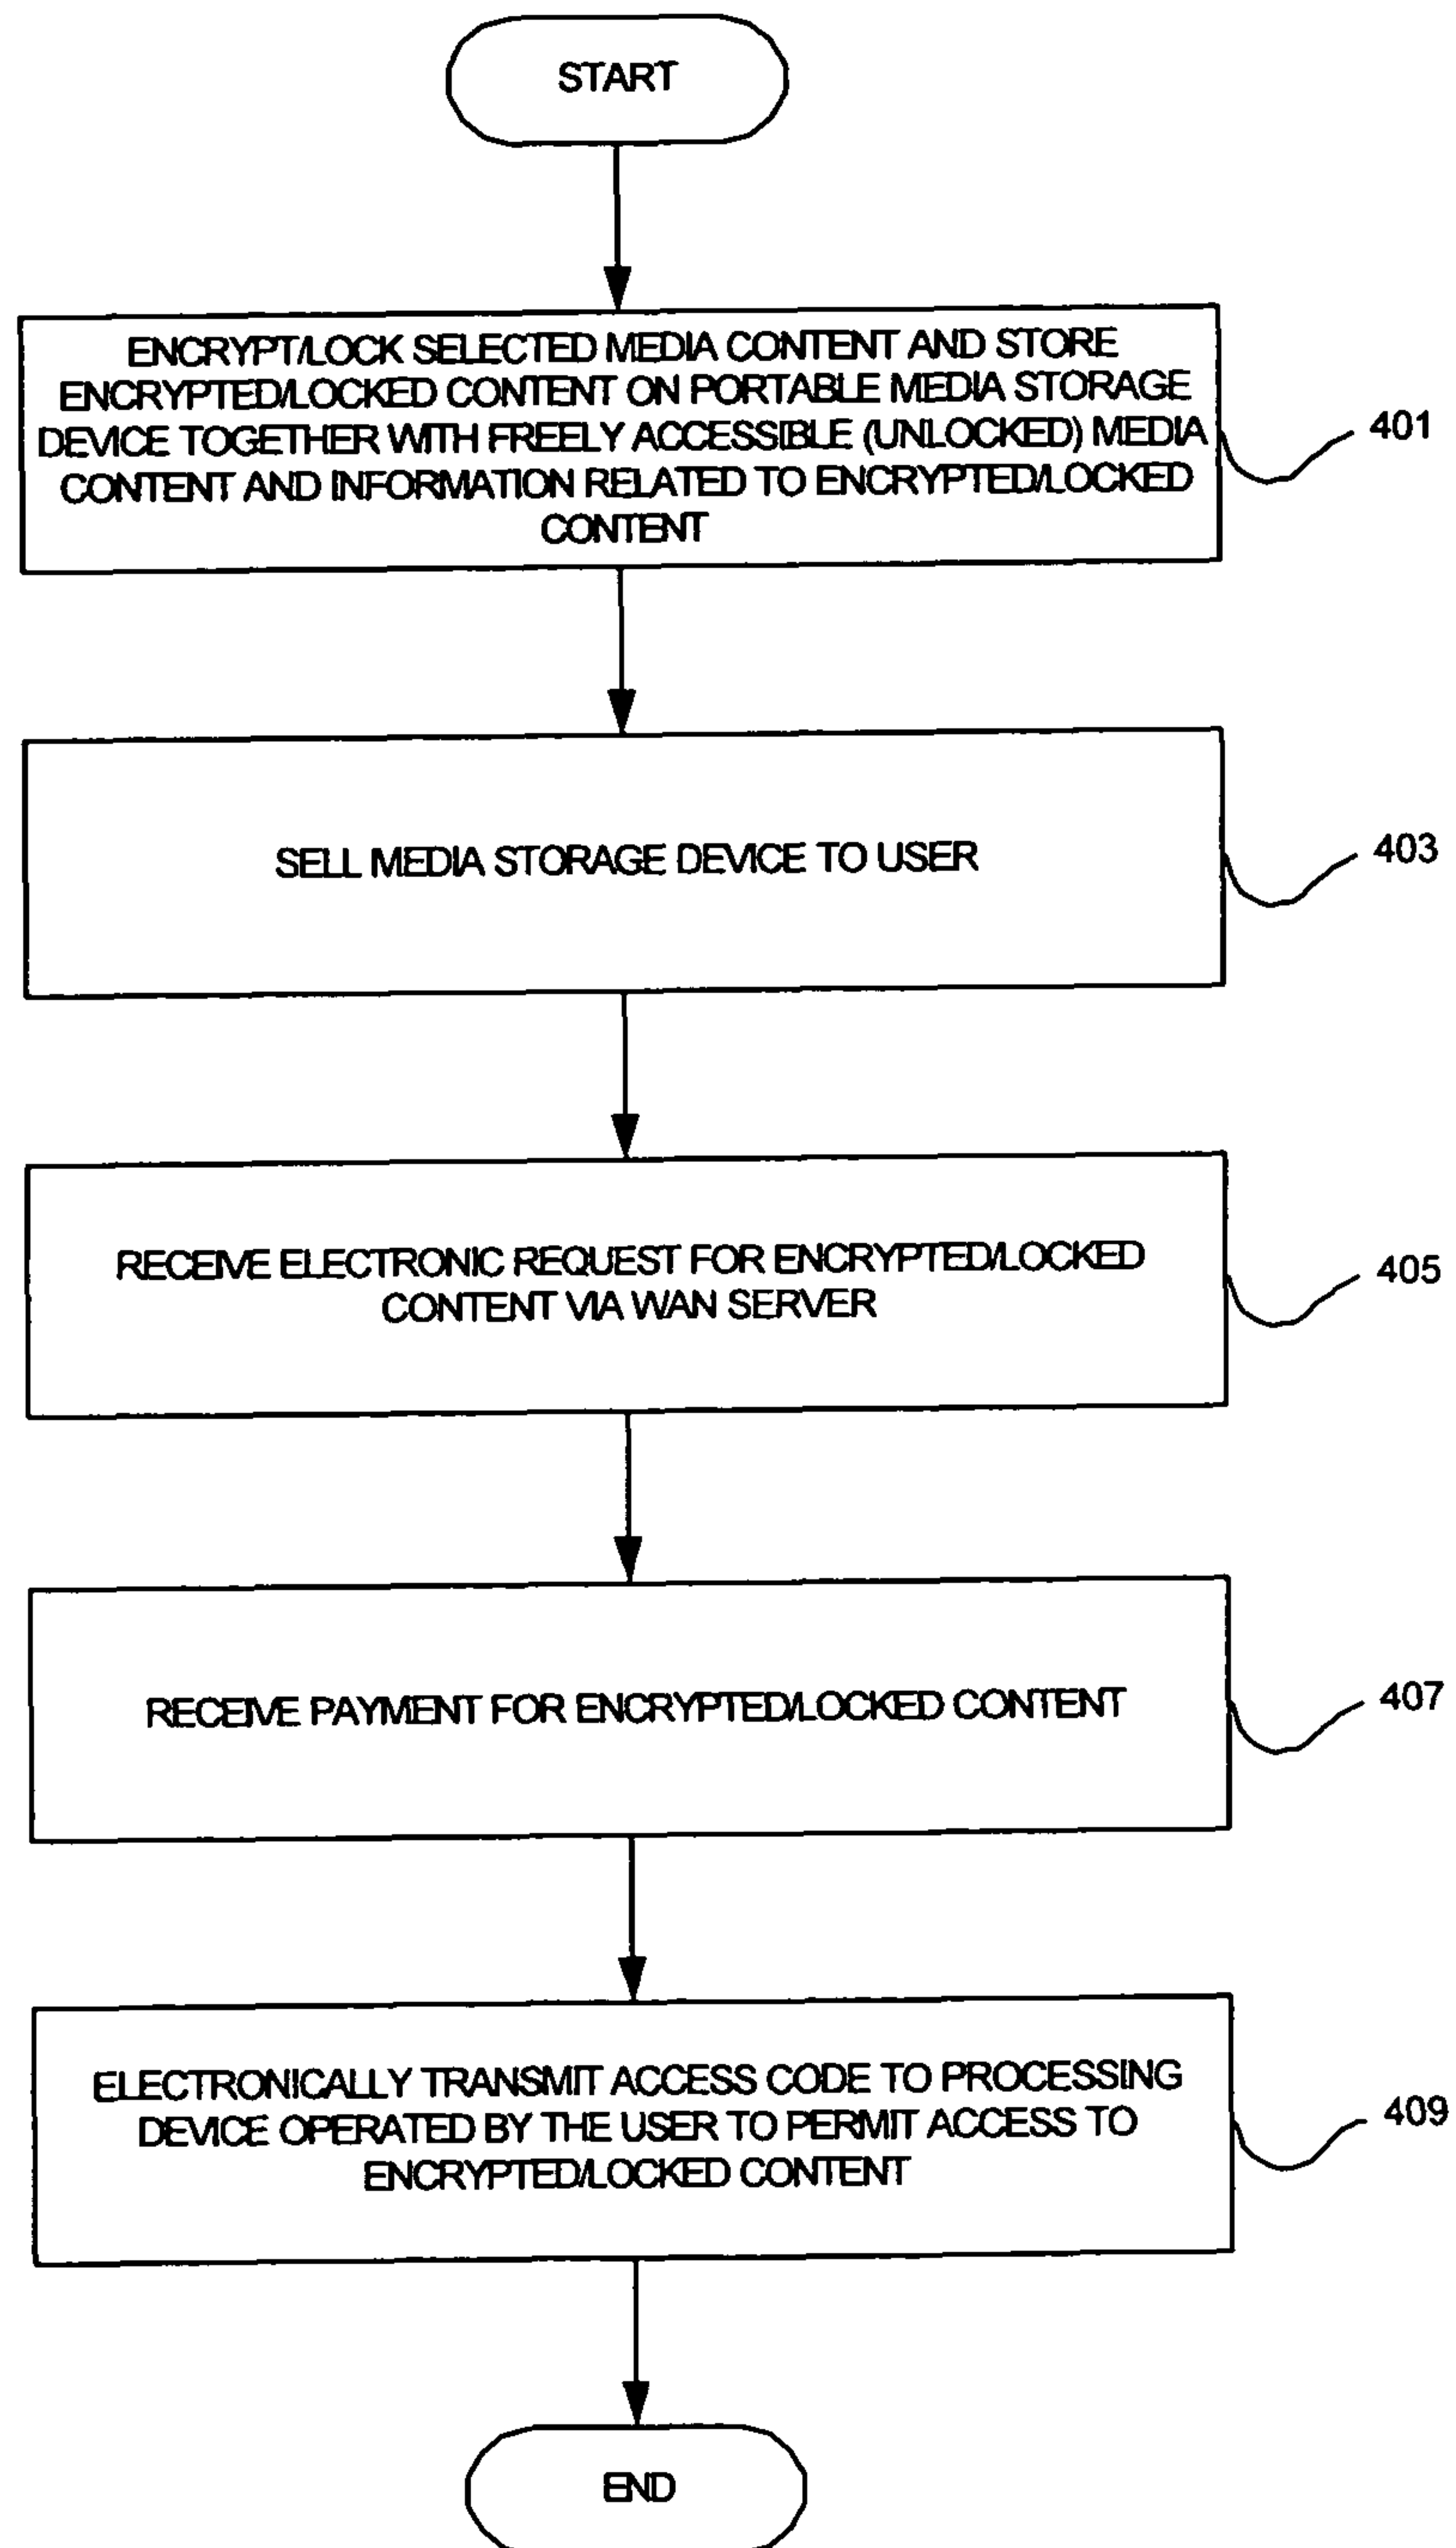 START
ENCRYPT/LOCK SELECTED MEDIA CONTENT AND STORE
ENCRYPTED/LOCKED CONTENT ON PORTABLE MEDIA STORAGE
DEVICE TOGETHER WITH FREELY ACCESSIBLE (UNLOCKED) MEDIA
CONTENT AND INFORMATION RELATED TO ENCRYPTED/LOCKED
CONTENT
401
SELL MEDIA STORAGE DEVICE TO USER
403
RECEIVE ELECTRONIC REQUEST FOR ENCRYPTED/LOCKED
CONTENT VIA WAN SERVER
405
RECEIVE PAYMENT FOR ENCRYPTED/LOCKED CONTENT
407
ELECTRONICALLY TRANSMIT ACCESS CODE TO PROCESSING
DEVICE OPERATED BY THE USER TO PERMIT ACCESS TO
ENCRYPTED/LOCKED CONTENT
409
END